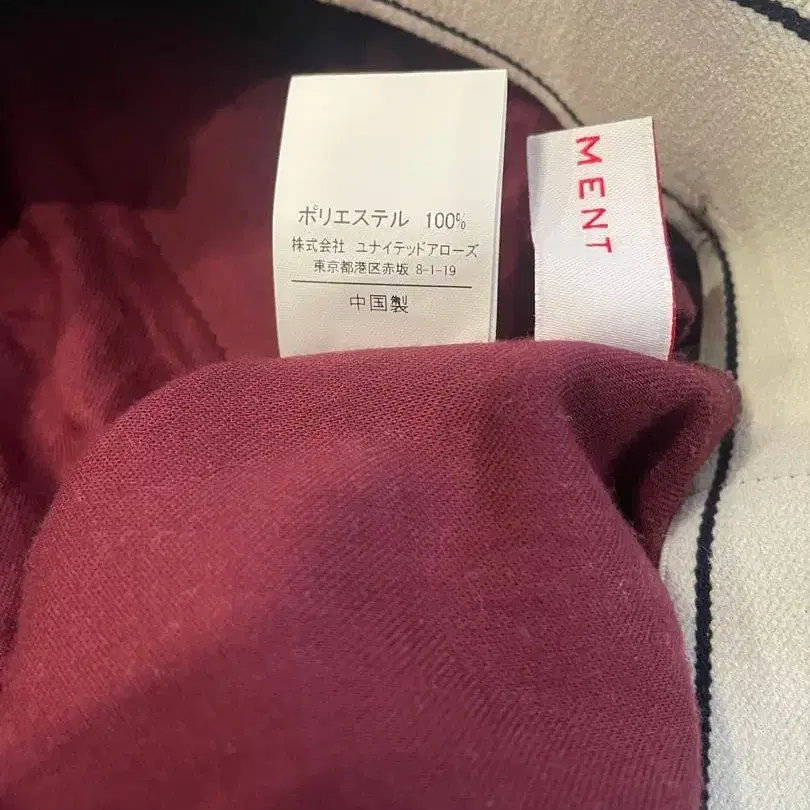 ポリエステル 100%
株式会社 ユナイテッドアローズ
東京都港区赤坂 8-1-19
中国製
MENT